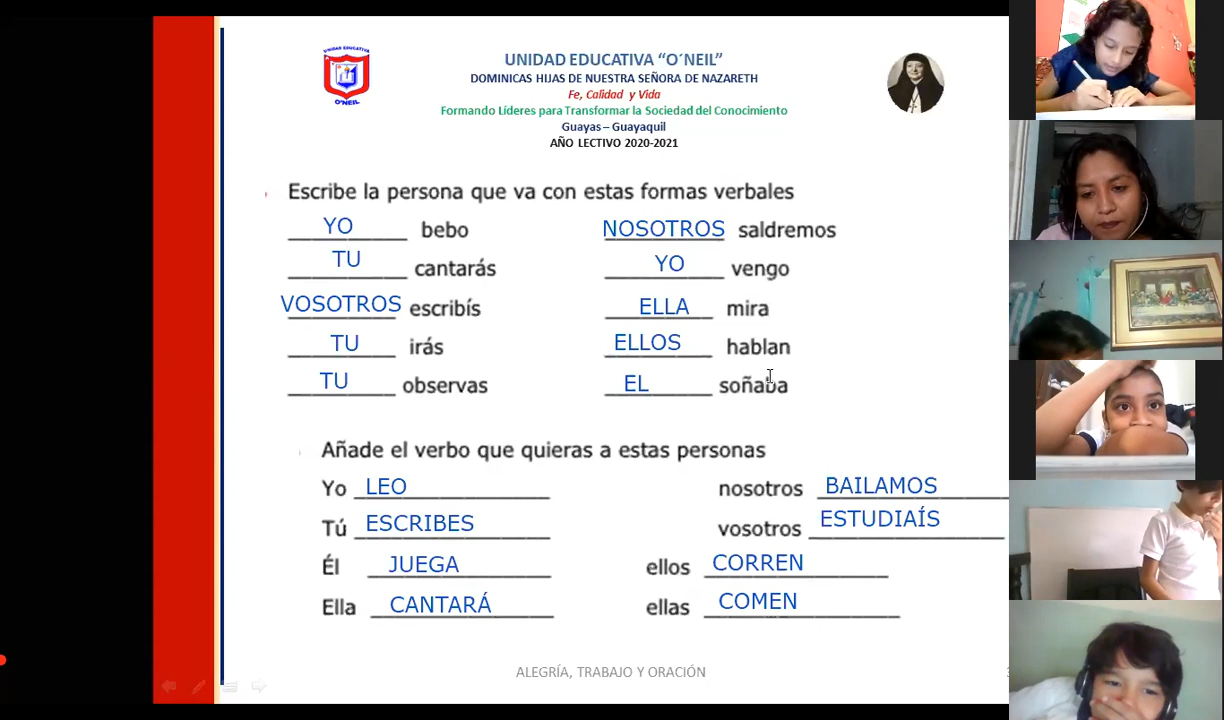 UNIDAD EDUCATIVA
O´NEIL
UNIDAD EDUCATIVA “O´NEIL”
DOMINICAS HIJAS DE NUESTRA SEÑORA DE NAZARETH
Fe, Calidad y Vida
Formando Líderes para Transformar la Sociedad del Conocimiento
Guayas – Guayaquil
AÑO LECTIVO 2020-2021
Escribe la persona que va con estas formas verbales
YO bebo NOSOTROS saldremos
TU cantarás YO vengo
VOSOTROS escribís ELLA mira
TU irás ELLOS hablan
TU observas EL soñaba
Añade el verbo que quieras a estas personas
Yo LEO nosotros BAILAMOS
Tú ESCRIBES vosotros ESTUDIAÍS
Él JUEGA ellos CORREN
Ella CANTARÁ ellas COMEN
ALEGRÍA, TRABAJO Y ORACIÓN